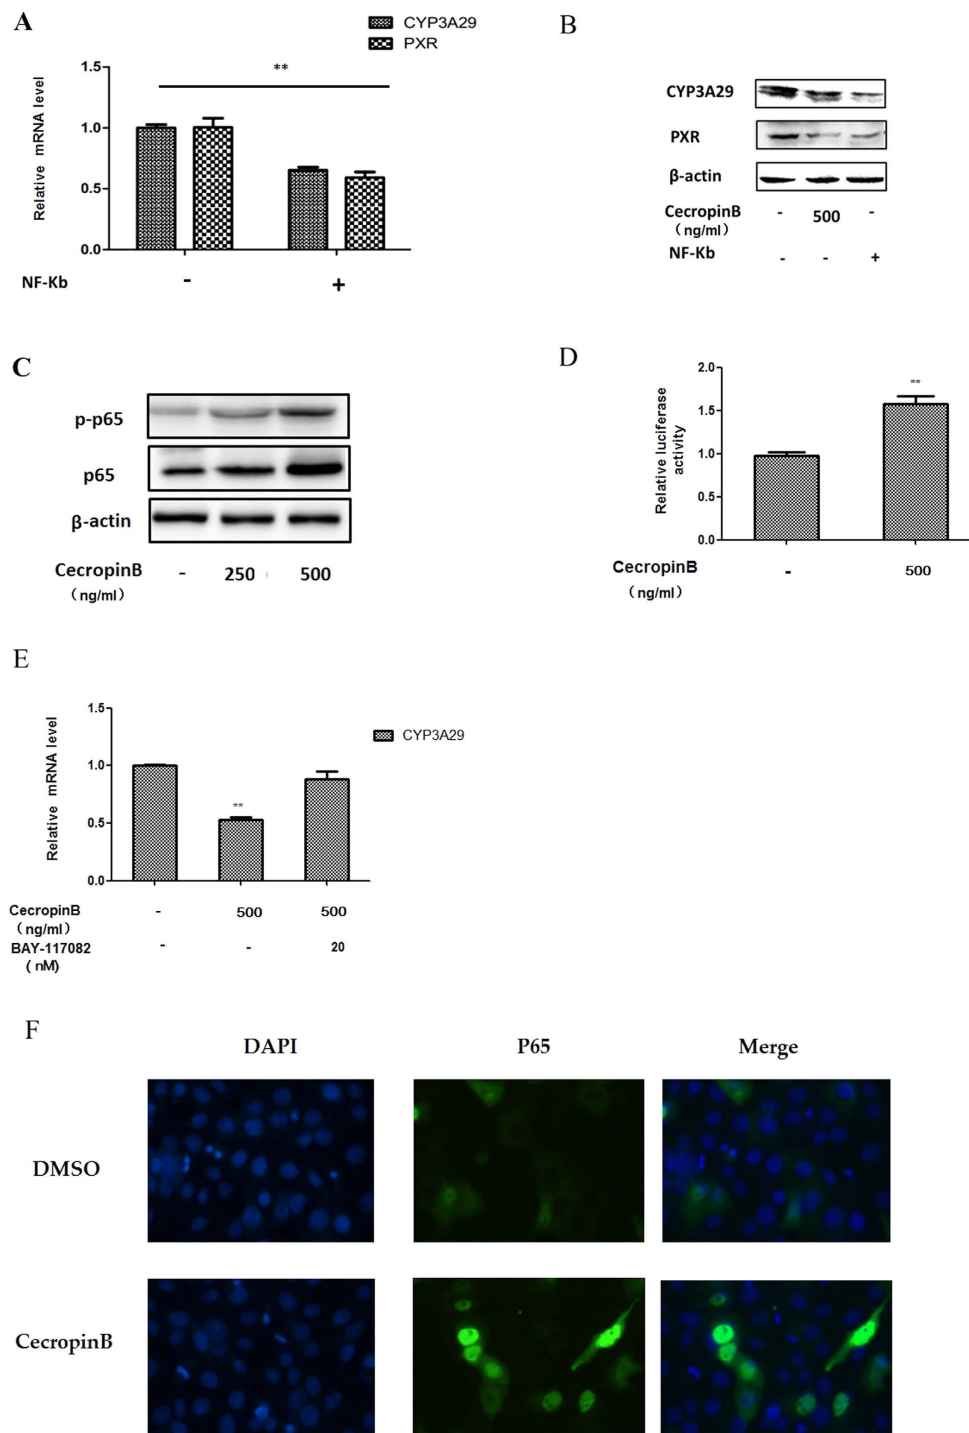 A
CYP3A29
PXR
**
1.5
1.0
0.5
0.0
Relative mRNA level
NF-Kb
-
+
B
CYP3A29
PXR
β-actin
CecropinB
（ng/ml）
- 500 -
NF-Kb
- - +
C
p-p65
p65
β-actin
CecropinB
（ng/ml）
- 250 500
D
2.0
1.5
1.0
0.5
0.0
Relative luciferase
activity
**
CecropinB
（ng/ml）
- 500
E
1.5
1.0
0.5
0.0
Relative mRNA level
**
CYP3A29
CecropinB
（ng/ml）
- 500 500
BAY-117082
( nM)
- - 20
F
DAPI P65 Merge
DMSO
CecropinB